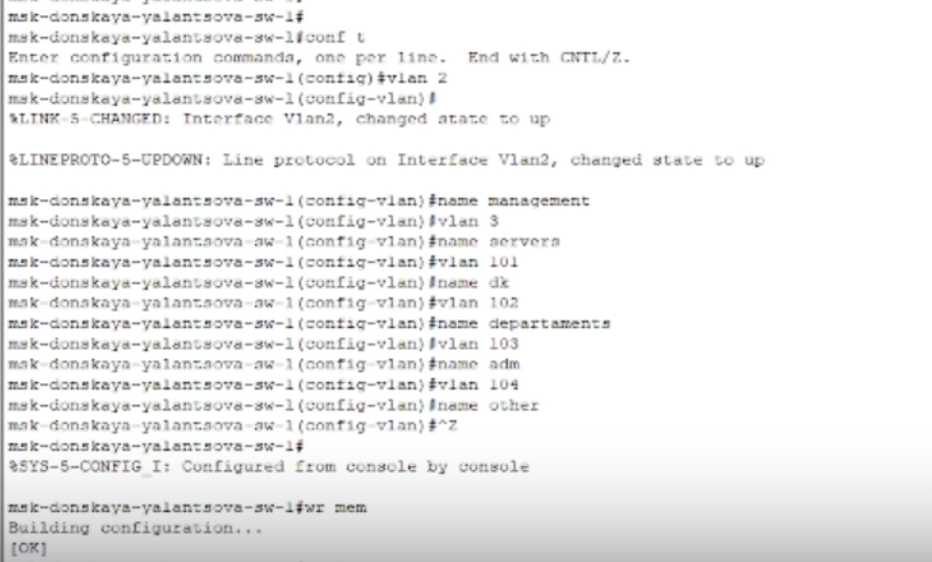 msk-donskaya-yalantsova-sw-1#
msk-donskaya-yalantsova-sw-1#conf t
Enter configuration commands, one per line.  End with CNTL/Z.
msk-donskaya-yalantsova-sw-1(config)#vlan 2
msk-donskaya-yalantsova-sw-1(config-vlan)#
%LINK-5-CHANGED: Interface Vlan2, changed state to up
%LINEPROTO-5-UPDOWN: Line protocol on Interface Vlan2, changed state to up
msk-donskaya-yalantsova-sw-1(config-vlan)#name management
msk-donskaya-yalantsova-sw-1(config-vlan)#vlan 3
msk-donskaya-yalantsova-sw-1(config-vlan)#name servers
msk-donskaya-yalantsova-sw-1(config-vlan)#vlan 101
msk-donskaya-yalantsova-sw-1(config-vlan)#name dk
msk-donskaya-yalantsova-sw-1(config-vlan)#vlan 102
msk-donskaya-yalantsova-sw-1(config-vlan)#name departaments
msk-donskaya-yalantsova-sw-1(config-vlan)#vlan 103
msk-donskaya-yalantsova-sw-1(config-vlan)#name adm
msk-donskaya-yalantsova-sw-1(config-vlan)#vlan 104
msk-donskaya-yalantsova-sw-1(config-vlan)#name other
msk-donskaya-yalantsova-sw-1(config-vlan)#^Z
msk-donskaya-yalantsova-sw-1#
%SYS-5-CONFIG_I: Configured from console by console
msk-donskaya-yalantsova-sw-1#wr mem
Building configuration...
[OK]